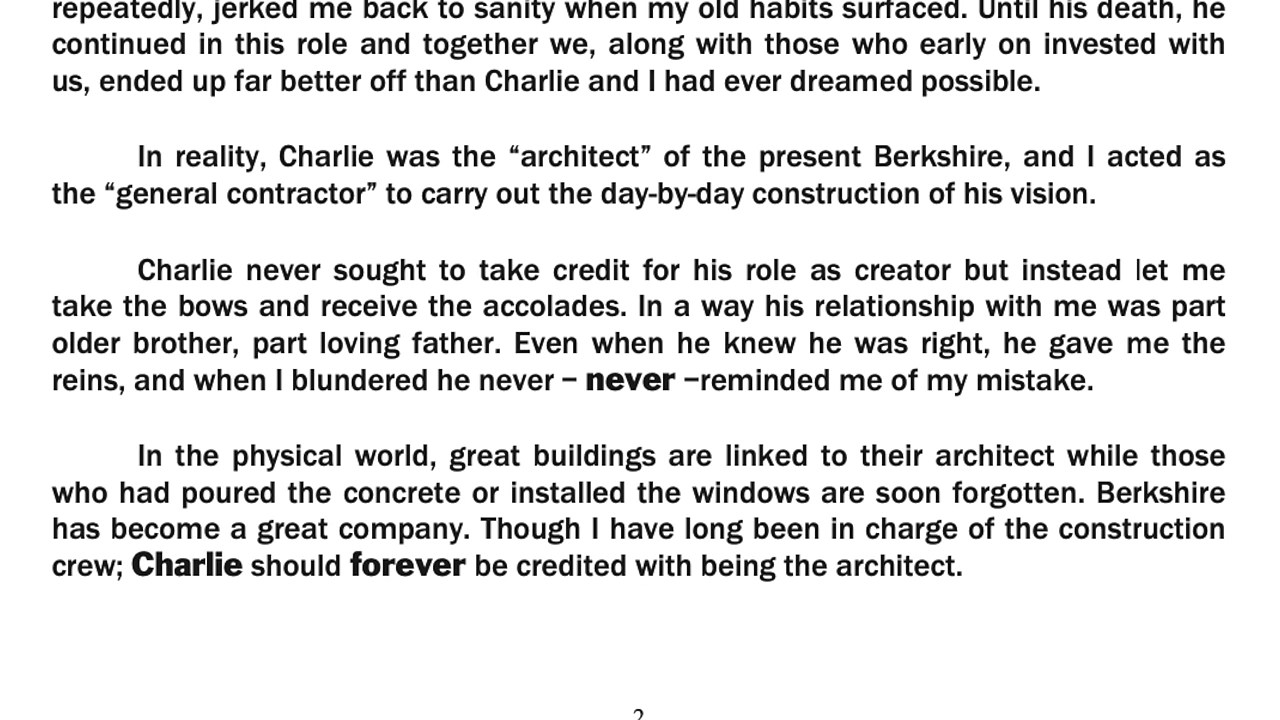 repeatedly, jerked me back to sanity when my old habits surfaced. Until his death, he
continued in this role and together we, along with those who early on invested with
us, ended up far better off than Charlie and I had ever dreamed possible.
In reality, Charlie was the “architect” of the present Berkshire, and I acted as
the “general contractor” to carry out the day-by-day construction of his vision.
Charlie never sought to take credit for his role as creator but instead let me
take the bows and receive the accolades. In a way his relationship with me was part
older brother, part loving father. Even when he knew he was right, he gave me the
reins, and when I blundered he never – never –reminded me of my mistake.
In the physical world, great buildings are linked to their architect while those
who had poured the concrete or installed the windows are soon forgotten. Berkshire
has become a great company. Though I have long been in charge of the construction
crew; Charlie should forever be credited with being the architect.
2